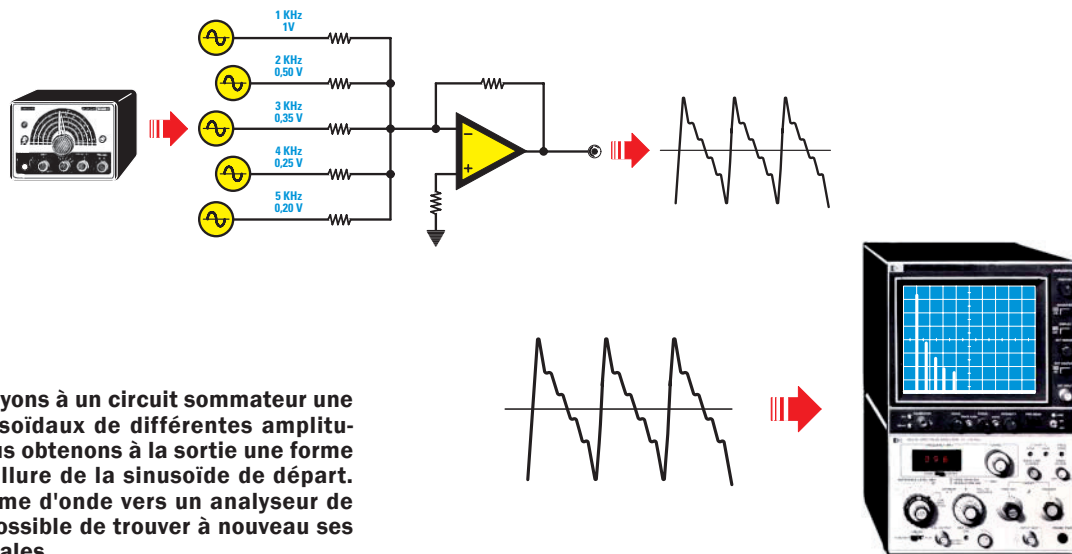 1 KHz
1V
2 KHz
0,50 V
3 KHz
0,35 V
4 KHz
0,25 V
5 KHz
0,20 V
−
+
yons à un circuit sommateur une
soïdaux de différentes amplitu-
us obtenons à la sortie une forme
llure de la sinusoïde de départ.
me d'onde vers un analyseur de
ossible de trouver à nouveau ses
ales.